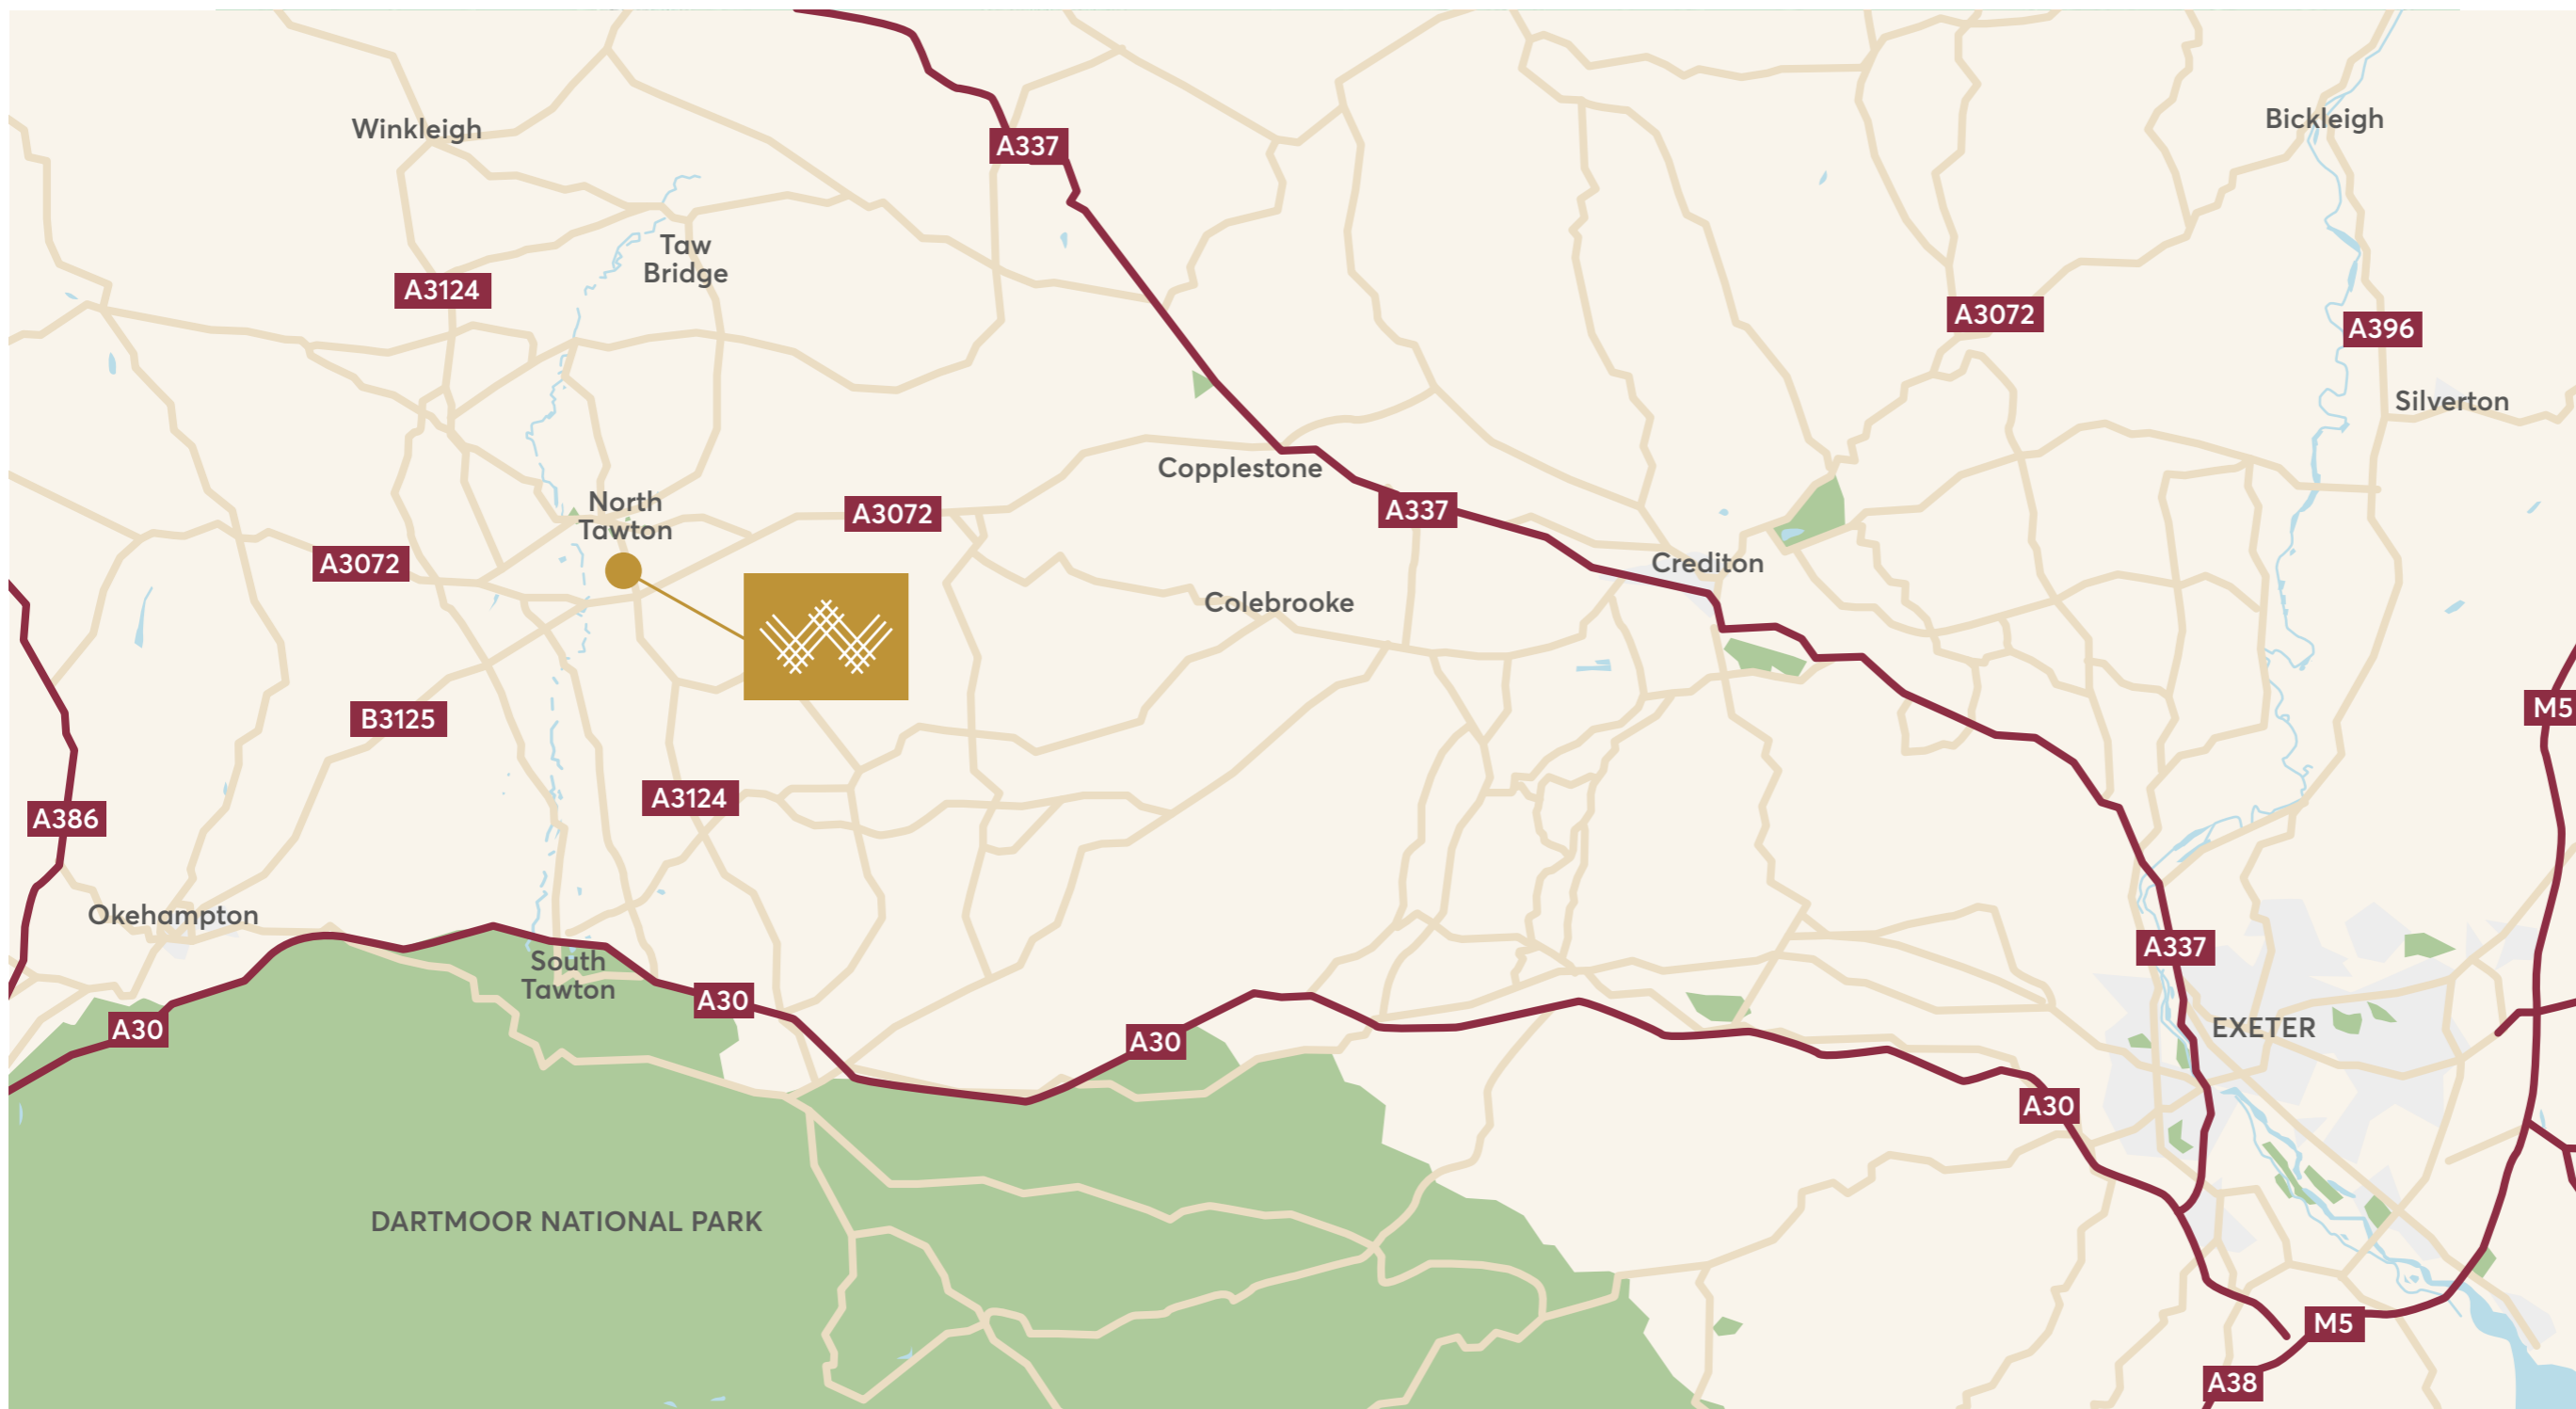 Bickleigh
Winkleigh
A337
Taw
Bridge
A3124
A3072
A396
Silverton
Copplestone
North
Tawton
A3072
A337
A3072
Crediton
Colebrooke
M5
B3125
A3124
A386
Okehampton
A337
South
Tawton
A30
A30
EXETER
A30
A30
DARTMOOR NATIONAL PARK
M5
A38